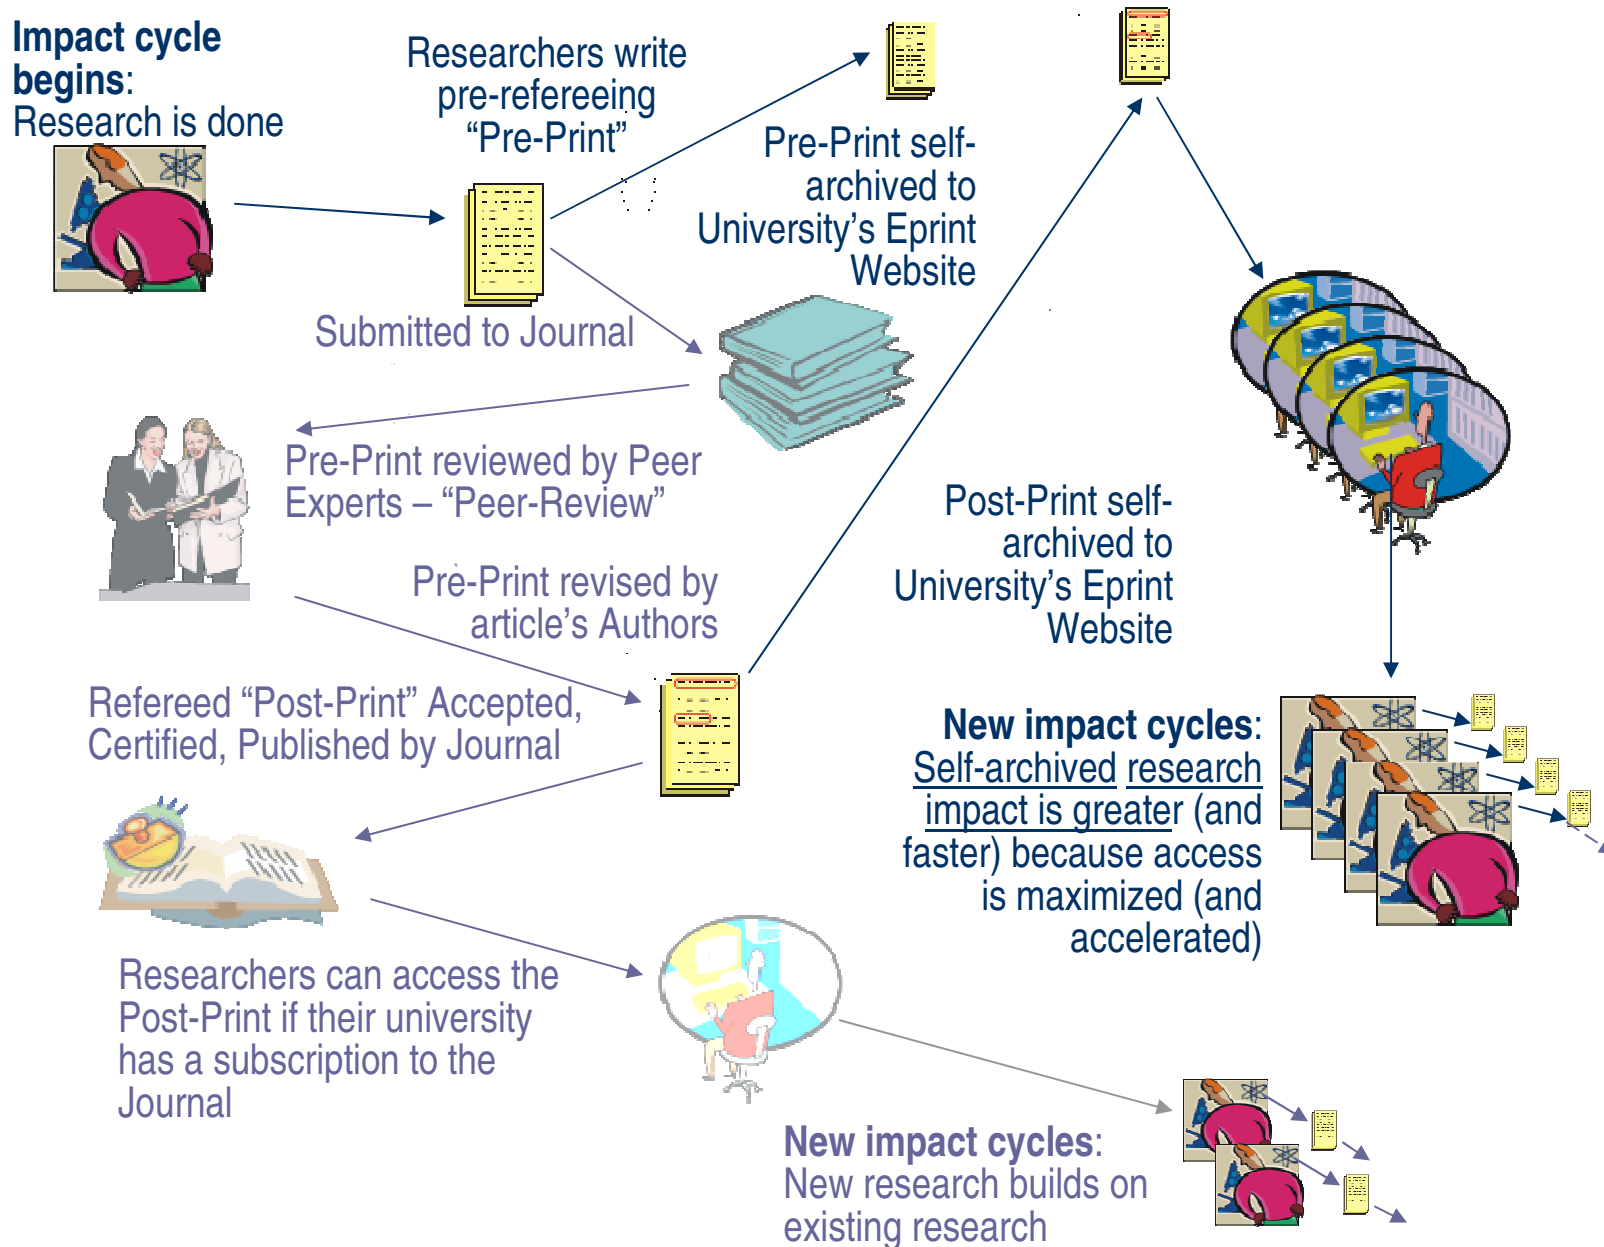 Impact cycle
begins:
Research is done
Researchers write
pre-refereeing
“Pre-Print”
Pre-Print self-
archived to
University’s Eprint
Website
Submitted to Journal
Pre-Print reviewed by Peer
Experts – “Peer-Review”
Pre-Print revised by
article’s Authors
Post-Print self-
archived to
University’s Eprint
Website
Refereed “Post-Print” Accepted,
Certified, Published by Journal
New impact cycles:
Self-archived research
impact is greater (and
faster) because access
is maximized (and
accelerated)
Researchers can access the
Post-Print if their university
has a subscription to the
Journal
New impact cycles:
New research builds on
existing research